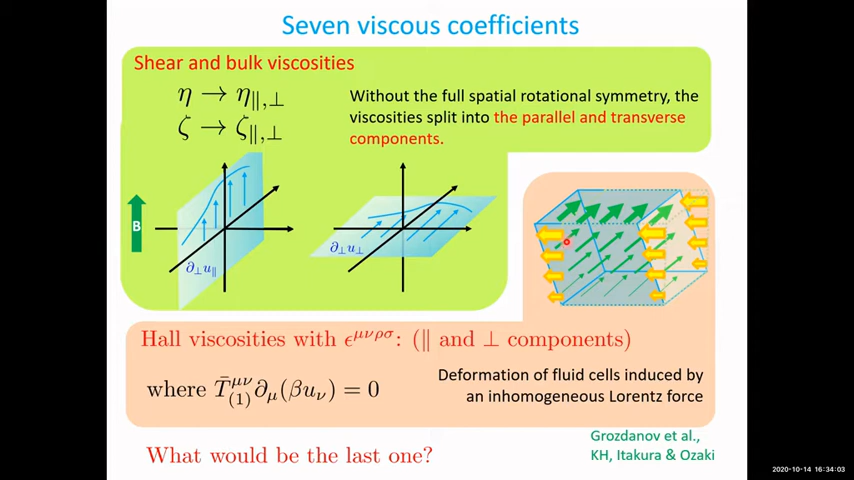 Seven viscous coefficients
Shear and bulk viscosities
η → η∥,⊥
ζ → ζ∥,⊥
Without the full spatial rotational symmetry, the
viscosities split into the parallel and transverse
components.
B
∂⊥u∥
∂⊥u⊥
Hall viscosities with ϵ^{μνρσ}: (∥ and ⊥ components)
where T̄^{μν}_{(1)}∂_μ(βu_ν) = 0
Deformation of fluid cells induced by
an inhomogeneous Lorentz force
What would be the last one?
Grozdanov et al.,
KH, Itakura & Ozaki
2020-10-14 16:34:03